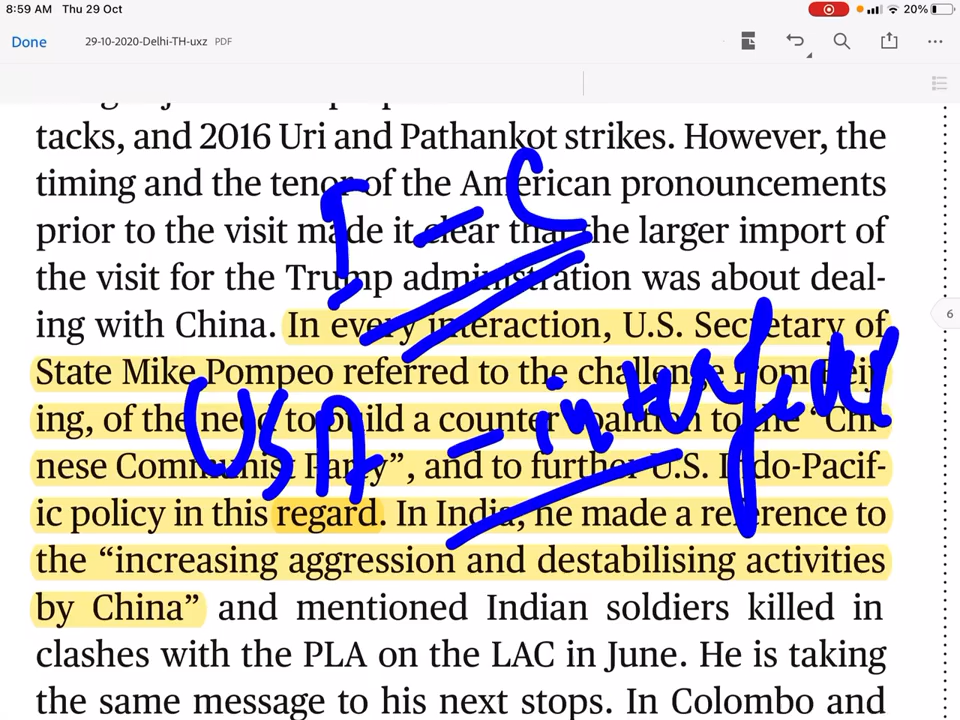 8:59 AM Thu 29 Oct 20%
Done 29-10-2020-Delhi-TH-uxz PDF
tacks, and 2016 Uri and Pathankot strikes. However, the
timing and the tenor of the American pronouncements
prior to the visit made it clear that the larger import of
the visit for the Trump administration was about deal-
ing with China. In every interaction, U.S. Secretary of
6
State Mike Pompeo referred to the challenge from Beij-
ing, of the need to build a counter coalition to the “Chi-
nese Communist Party”, and to further U.S. Indo-Pacif-
ic policy in this regard. In India, he made a reference to
the “increasing aggression and destabilising activities
by China” and mentioned Indian soldiers killed in
clashes with the PLA on the LAC in June. He is taking
the same message to his next stops. In Colombo and
I = C
USA =